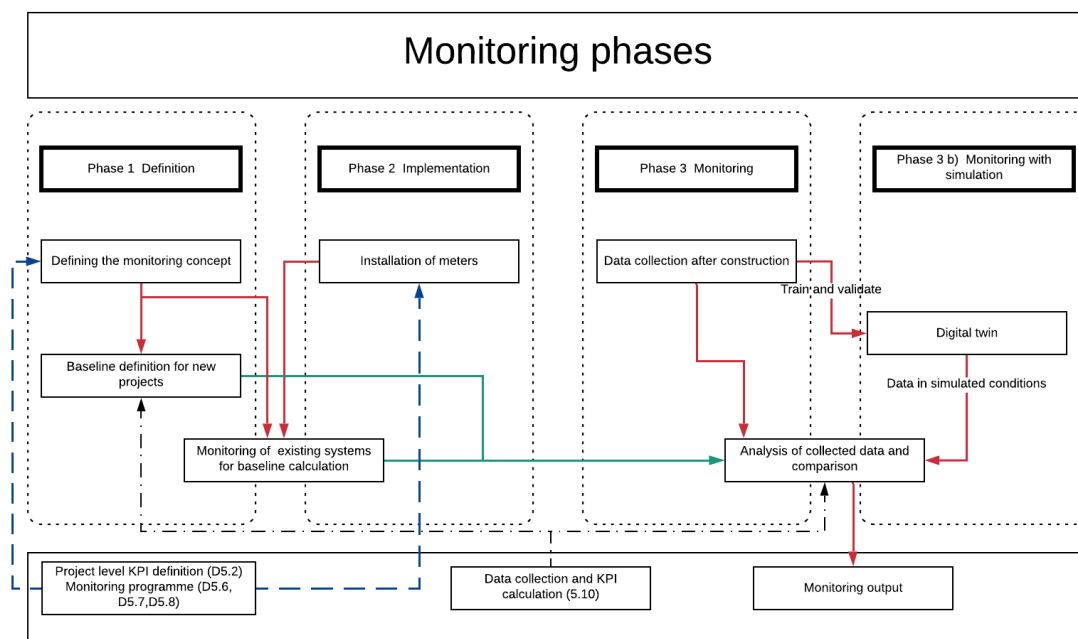 Monitoring phases
Phase 1  Definition
Phase 2  Implementation
Phase 3  Monitoring
Phase 3 b)  Monitoring with
simulation
Defining the monitoring concept
Installation of meters
Data collection after construction
Train and validate
Digital twin
Baseline definition for new
projects
Data in simulated conditions
Monitoring of  existing systems
for baseline calculation
Analysis of collected data and
comparison
Project level KPI definition (D5.2)
Monitoring programme (D5.6,
D5.7,D5.8)
Data collection and KPI
calculation (5.10)
Monitoring output